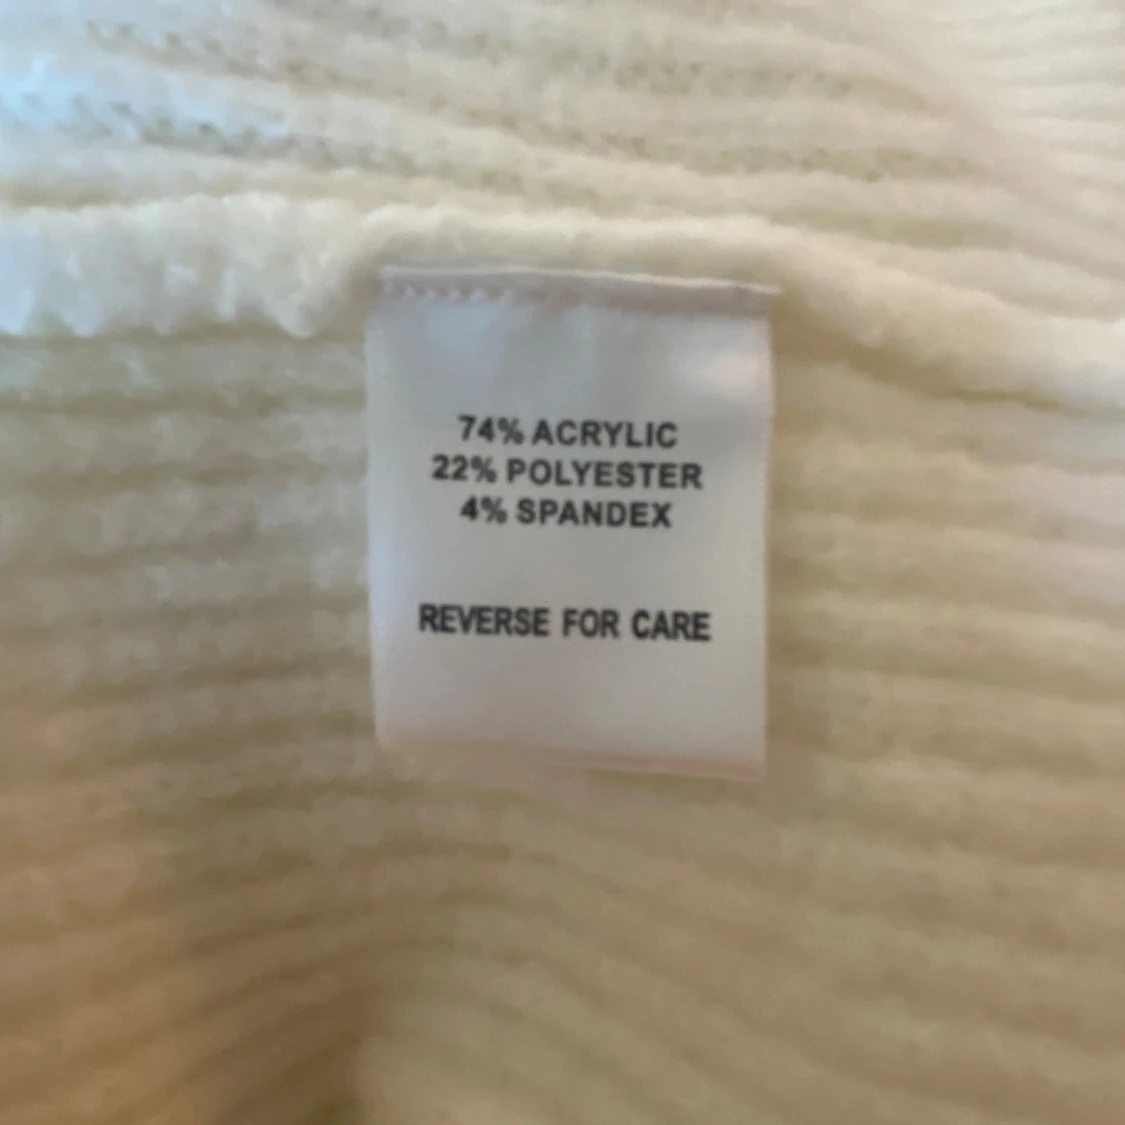 74% ACRYLIC
22% POLYESTER
4% SPANDEX
REVERSE FOR CARE